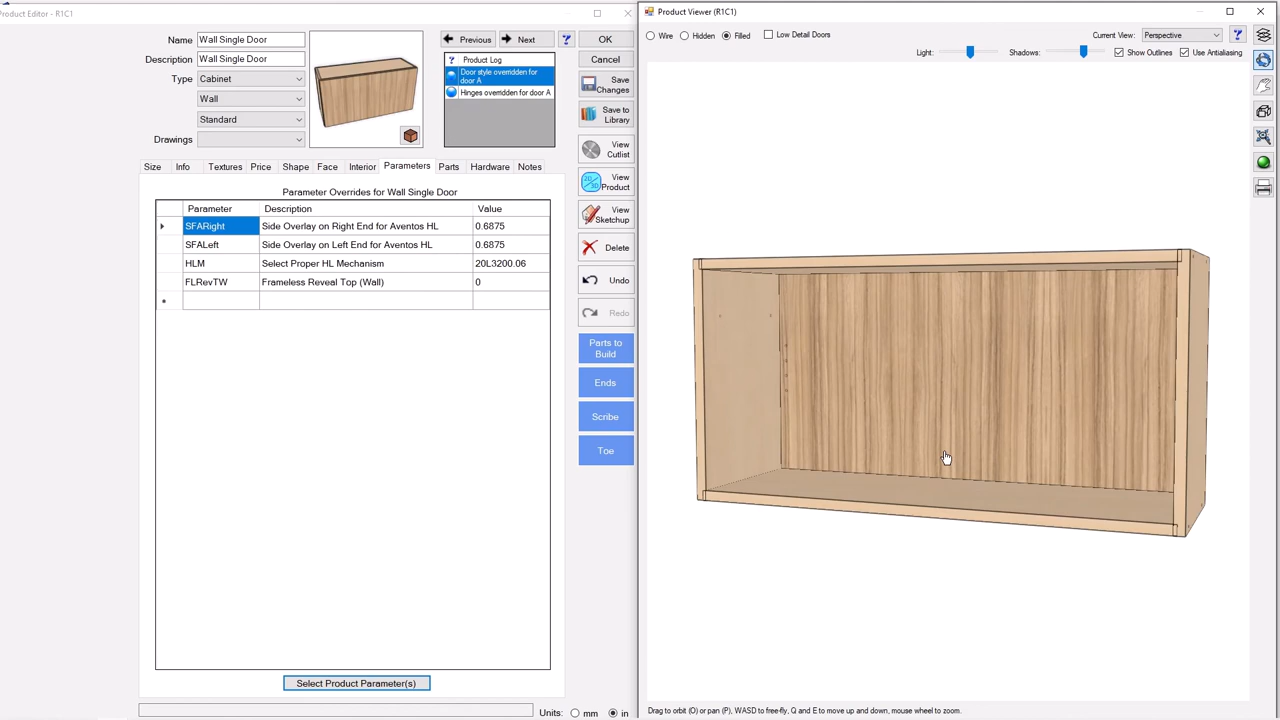 Product Editor - R1C1
Name Wall Single Door
Description Wall Single Door
Type Cabinet
Wall
Standard
Drawings
Previous Next ?
? Product Log
Door style overridden for
door A
Hinges overridden for door A
OK
Cancel
Save
Changes
Save to
Library
View
Cutlist
2D
3D
View
Product
View
Sketchup
Delete
Undo
Redo
Parts to
Build
Ends
Scribe
Toe
Size Info Textures Price Shape Face Interior Parameters Parts Hardware Notes
Parameter Overrides for Wall Single Door
Parameter Description Value
SFARight Side Overlay on Right End for Aventos HL 0.6875
SFALeft Side Overlay on Left End for Aventos HL 0.6875
HLM Select Proper HL Mechanism 20L3200.06
FLRevTW Frameless Reveal Top (Wall) 0
Select Product Parameter(s)
Units: mm in
Product Viewer (R1C1)
Wire Hidden Filled Low Detail Doors Current View: Perspective ?
Light: Shadows: Show Outlines Use Antialiasing
Drag to orbit (O) or pan (P), WASD to free-fly, Q and E to move up and down, mouse wheel to zoom.